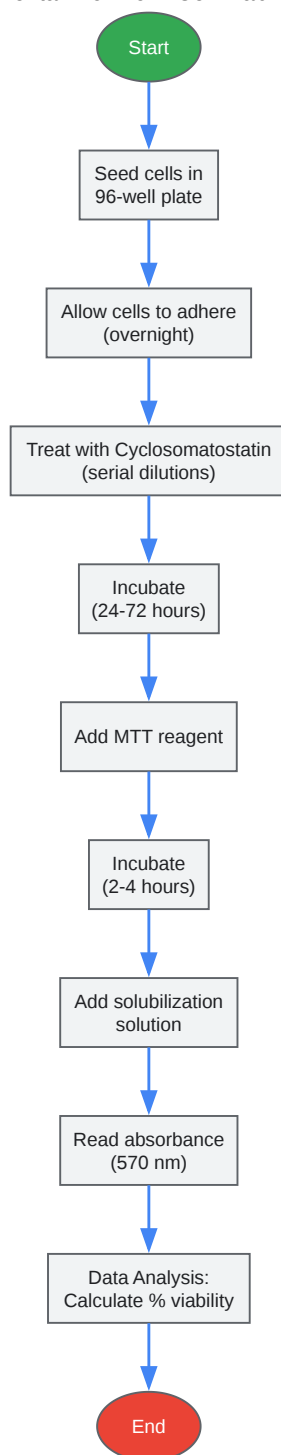 Start
Seed cells in
96-well plate
Allow cells to adhere
(overnight)
Treat with Cyclosomatostatin
(serial dilutions)
Incubate
(24-72 hours)
Add MTT reagent
Incubate
(2-4 hours)
Add solubilization
solution
Read absorbance
(570 nm)
Data Analysis:
Calculate % viability
End